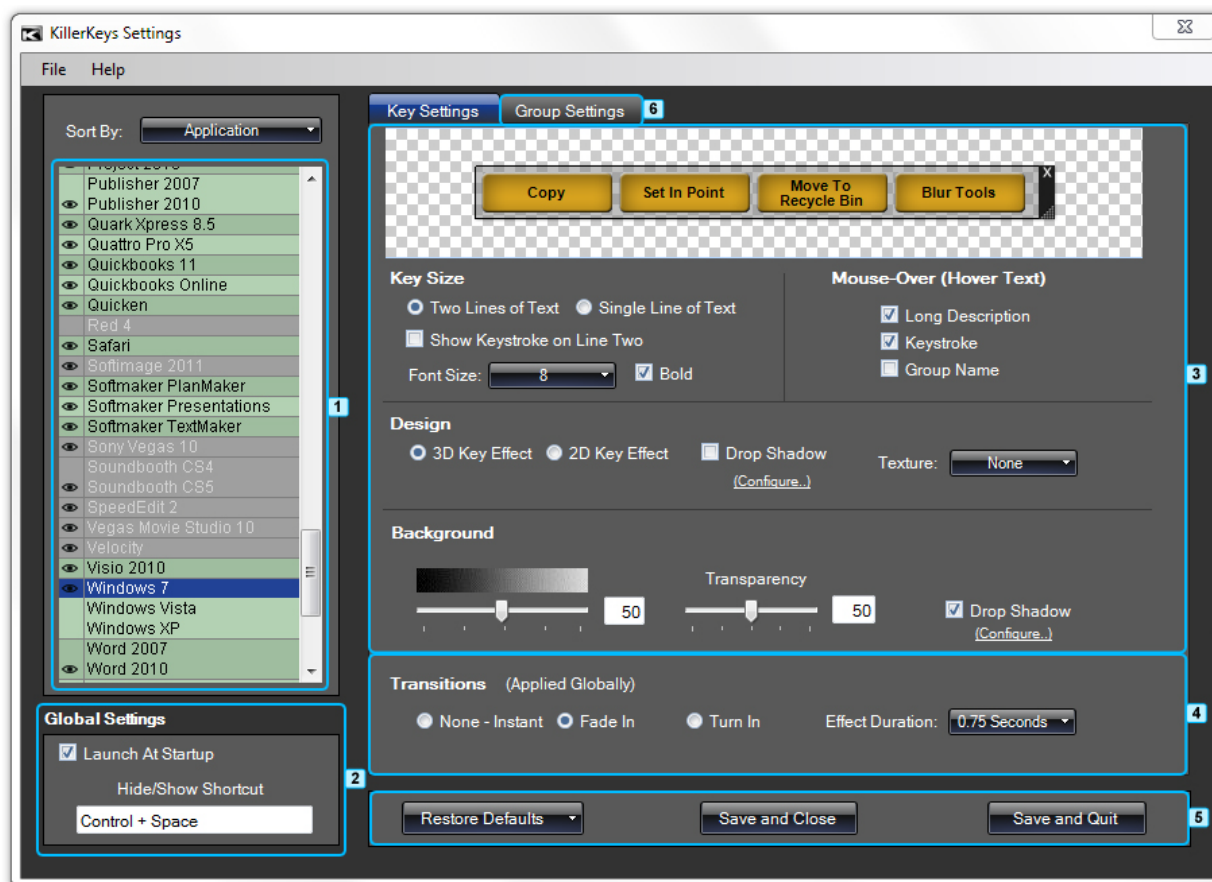 KillerKeys Settings
File Help
Sort By: Application
Project 2010
Publisher 2007
Publisher 2010
Quark Xpress 8.5
Quattro Pro X5
Quickbooks 11
Quickbooks Online
Quicken
Red 4
Safari
Softimage 2011
Softmaker PlanMaker
Softmaker Presentations
Softmaker TextMaker
Sony Vegas 10
Soundbooth CS4
Soundbooth CS5
SpeedEdit 2
Vegas Movie Studio 10
Velocity
Visio 2010
Windows 7
Windows Vista
Windows XP
Word 2007
Word 2010
1
Global Settings
Launch At Startup
Hide/Show Shortcut
Control + Space
2
Key Settings Group Settings 6
Copy Set In Point Move To Recycle Bin Blur Tools X
Key Size
Two Lines of Text Single Line of Text
Show Keystroke on Line Two
Font Size: 8 Bold
Mouse-Over (Hover Text)
Long Description
Keystroke
Group Name
3
Design
3D Key Effect 2D Key Effect Drop Shadow Texture: None
(Configure..)
Background
Transparency
50 50 Drop Shadow
(Configure..)
Transitions (Applied Globally)
None - Instant Fade In Turn In Effect Duration: 0.75 Seconds
4
Restore Defaults Save and Close Save and Quit
5